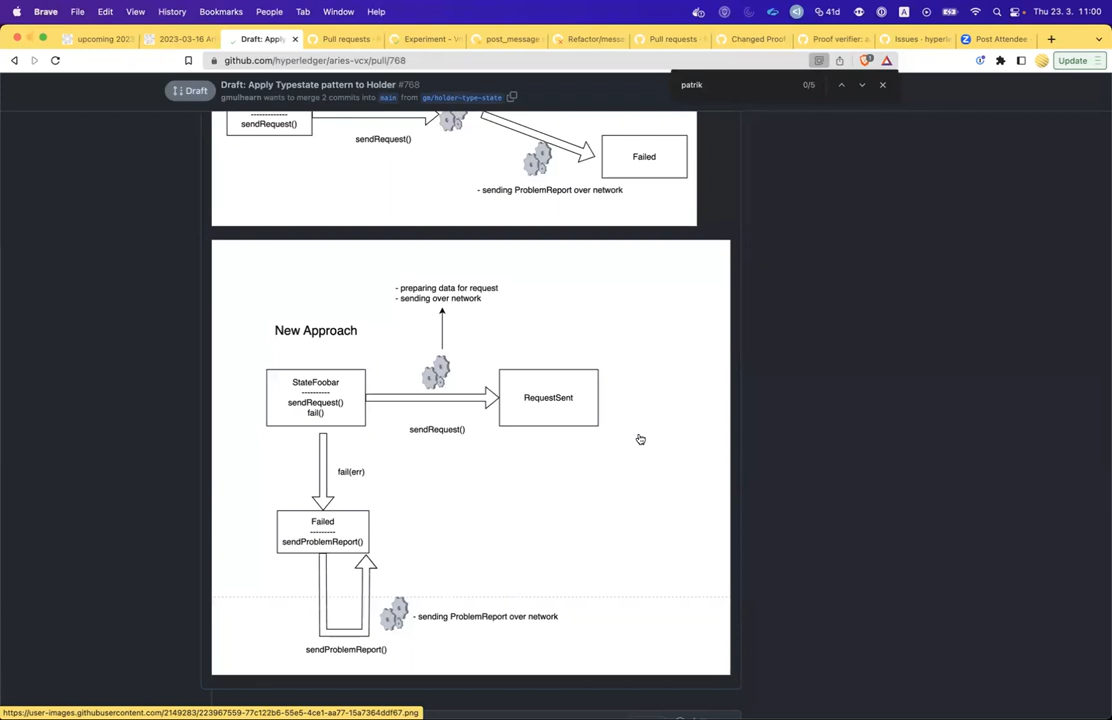 Brave File Edit View History Bookmarks People Tab Window Help 41d A Thu 23. 3. 11:00
upcoming 2023 2023-03-16 Ar Draft: Apply Pull requests · Experiment – post_message Refactor/mess Pull requests · Changed Proof Proof verifier: a Issues · hyperle Post Attendee
github.com/hyperledger/aries-vcx/pull/768 Update
Draft Draft: Apply Typestate pattern to Holder #768
gmulhearn wants to merge 2 commits into main from gm/holder-type-state
patrik 0/5
------------
sendRequest()
sendRequest()
Failed
- sending ProblemReport over network
- preparing data for request
- sending over network
New Approach
StateFoobar
----------
sendRequest()
fail()
RequestSent
sendRequest()
fail(err)
Failed
---------
sendProblemReport()
- sending ProblemReport over network
sendProblemReport()
https://user-images.githubusercontent.com/2149283/223967559-77c122b6-55e5-4ce1-aa77-15a7364ddf67.png